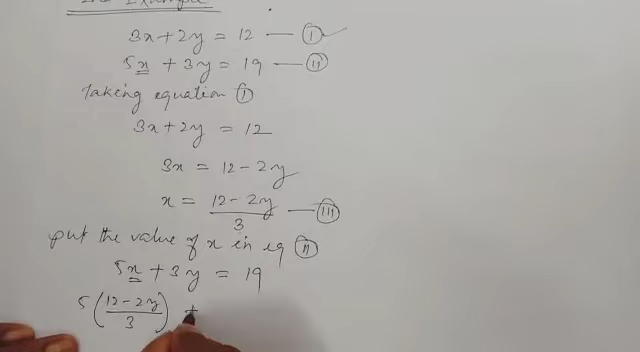 Example
3x + 2y = 12 — (I)
5x + 3y = 19 — (II)
Taking equation (I)
3x + 2y = 12
3x = 12 - 2y
x = (12 - 2y)/3 — (III)
put the value of x in eq (II)
5x + 3y = 19
5 ((12 - 2y)/3) +